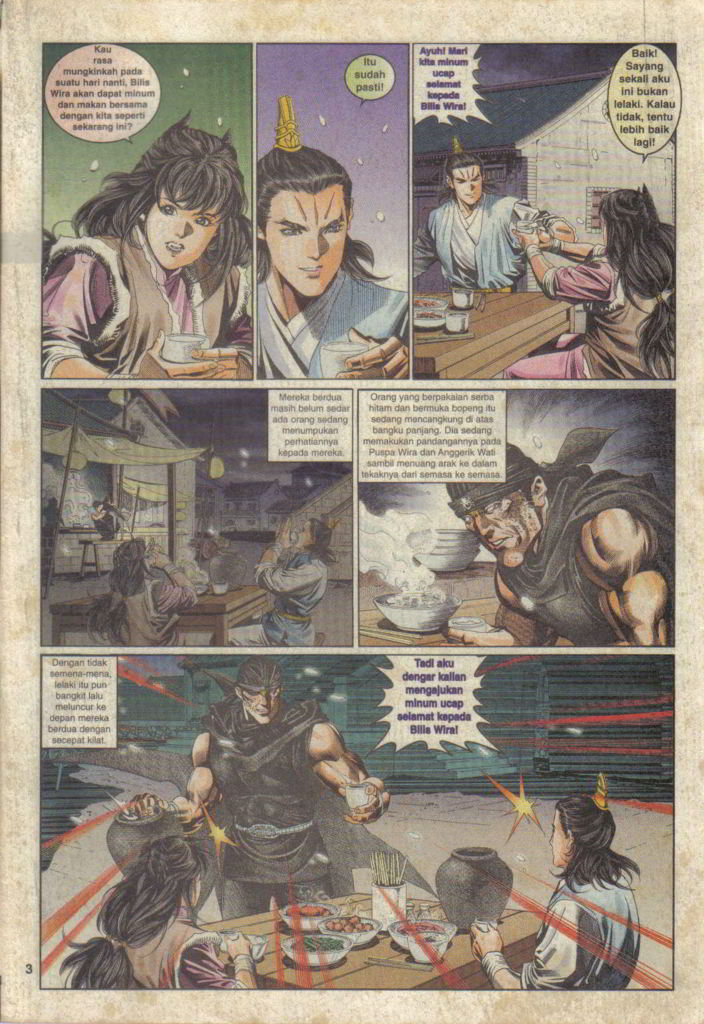 Kau
rasa
mungkinkah pada
suatu hari nanti, Bilis
Wira akan dapat minum
dan makan bersama
dengan kita seperti
sekarang ini?
Itu
sudah
pasti!
Ayuh! Mari
kita minum
ucap
selamat
kepada
Bilis Wira!
Baik!
Sayang
sekali aku
ini bukan
lelaki. Kalau
tidak, tentu
lebih baik
lagi!
Mereka berdua
masih belum sedar
ada orang sedang
menumpukan
perhatiannya
kepada mereka.
Orang yang berpakaian serba
hitam dan bermuka bopeng itu
sedang mencangkung di atas
bangku panjang. Dia sedang
memakukan pandangannya pada
Puspa Wira dan Anggerik Wati
sambil menuang arak ke dalam
tekaknya dari semasa ke semasa.
Dengan tidak
semena-mena,
lelaki itu pun
bangkit lalu
meluncur ke
depan mereka
berdua dengan
secepat kilat.
Tadi aku
dengar kalian
mengajukan
minum ucap
selamat kepada
Bilis Wira!
3